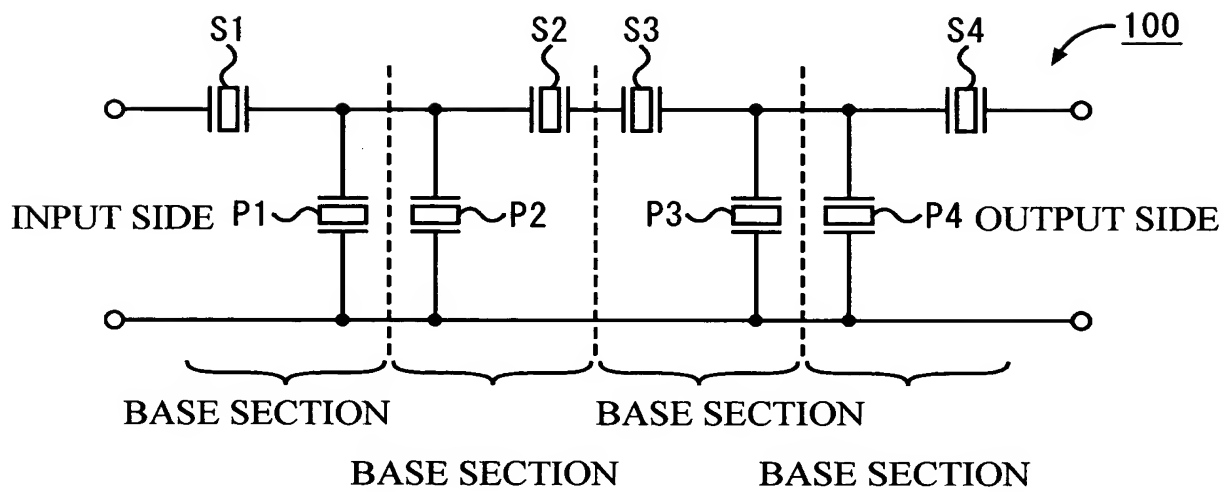 S1
S2
S3
S4
100
INPUT SIDE
P1
P2
P3
P4
OUTPUT SIDE
BASE SECTION
BASE SECTION
BASE SECTION
BASE SECTION